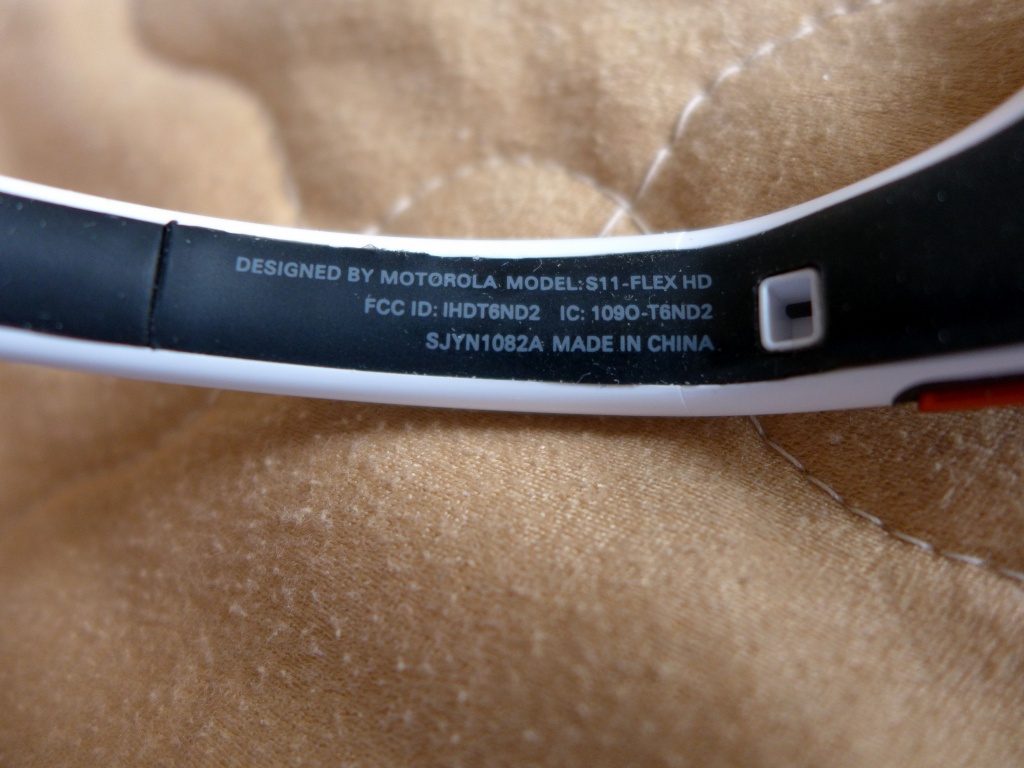 DESIGNED BY MOTOROLA MODEL:S11-FLEX HD
FCC ID: IHDT6ND2 IC: 109O-T6ND2
SJYN1082A MADE IN CHINA